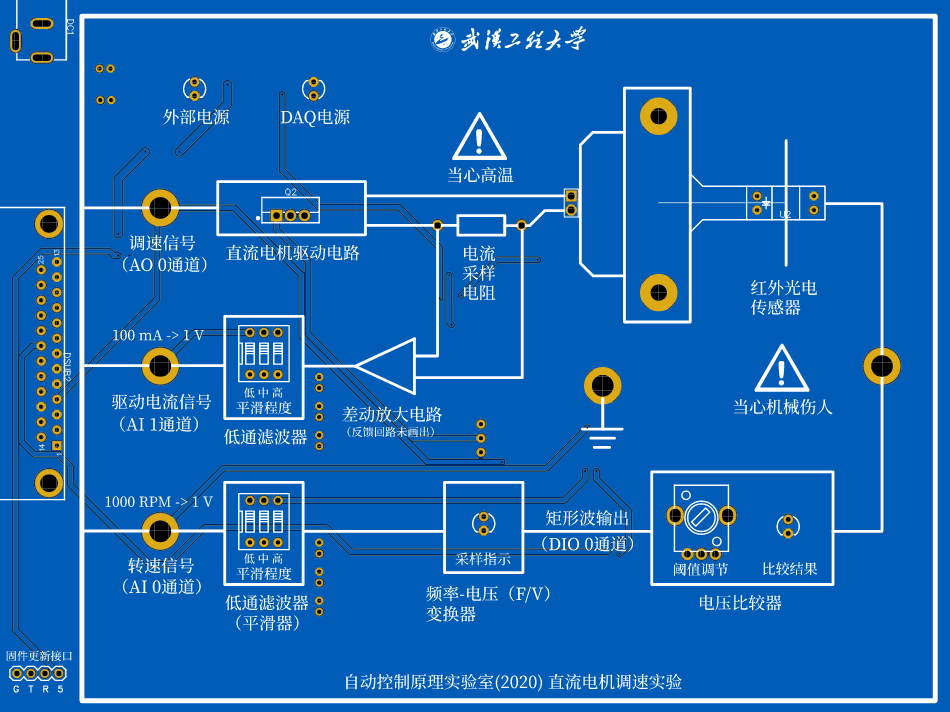 DC1
武汉工程大学
外部电源
DAQ电源
当心高温
Q2
U2
调速信号
（AO 0通道）
直流电机驱动电路
电流
采样
电阻
红外光电
传感器
25
13
100 mA -> 1 V
DSUB2
驱动电流信号
（AI 1通道）
低 中 高
平滑程度
低通滤波器
差动放大电路
（反馈回路未画出）
当心机械伤人
14
1
1000 RPM -> 1 V
转速信号
（AI 0通道）
低 中 高
平滑程度
低通滤波器
（平滑器）
采样指示
频率-电压（F/V）
变换器
矩形波输出
（DIO 0通道）
阈值调节
比较结果
电压比较器
固件更新接口
G T R 5
自动控制原理实验室(2020) 直流电机调速实验